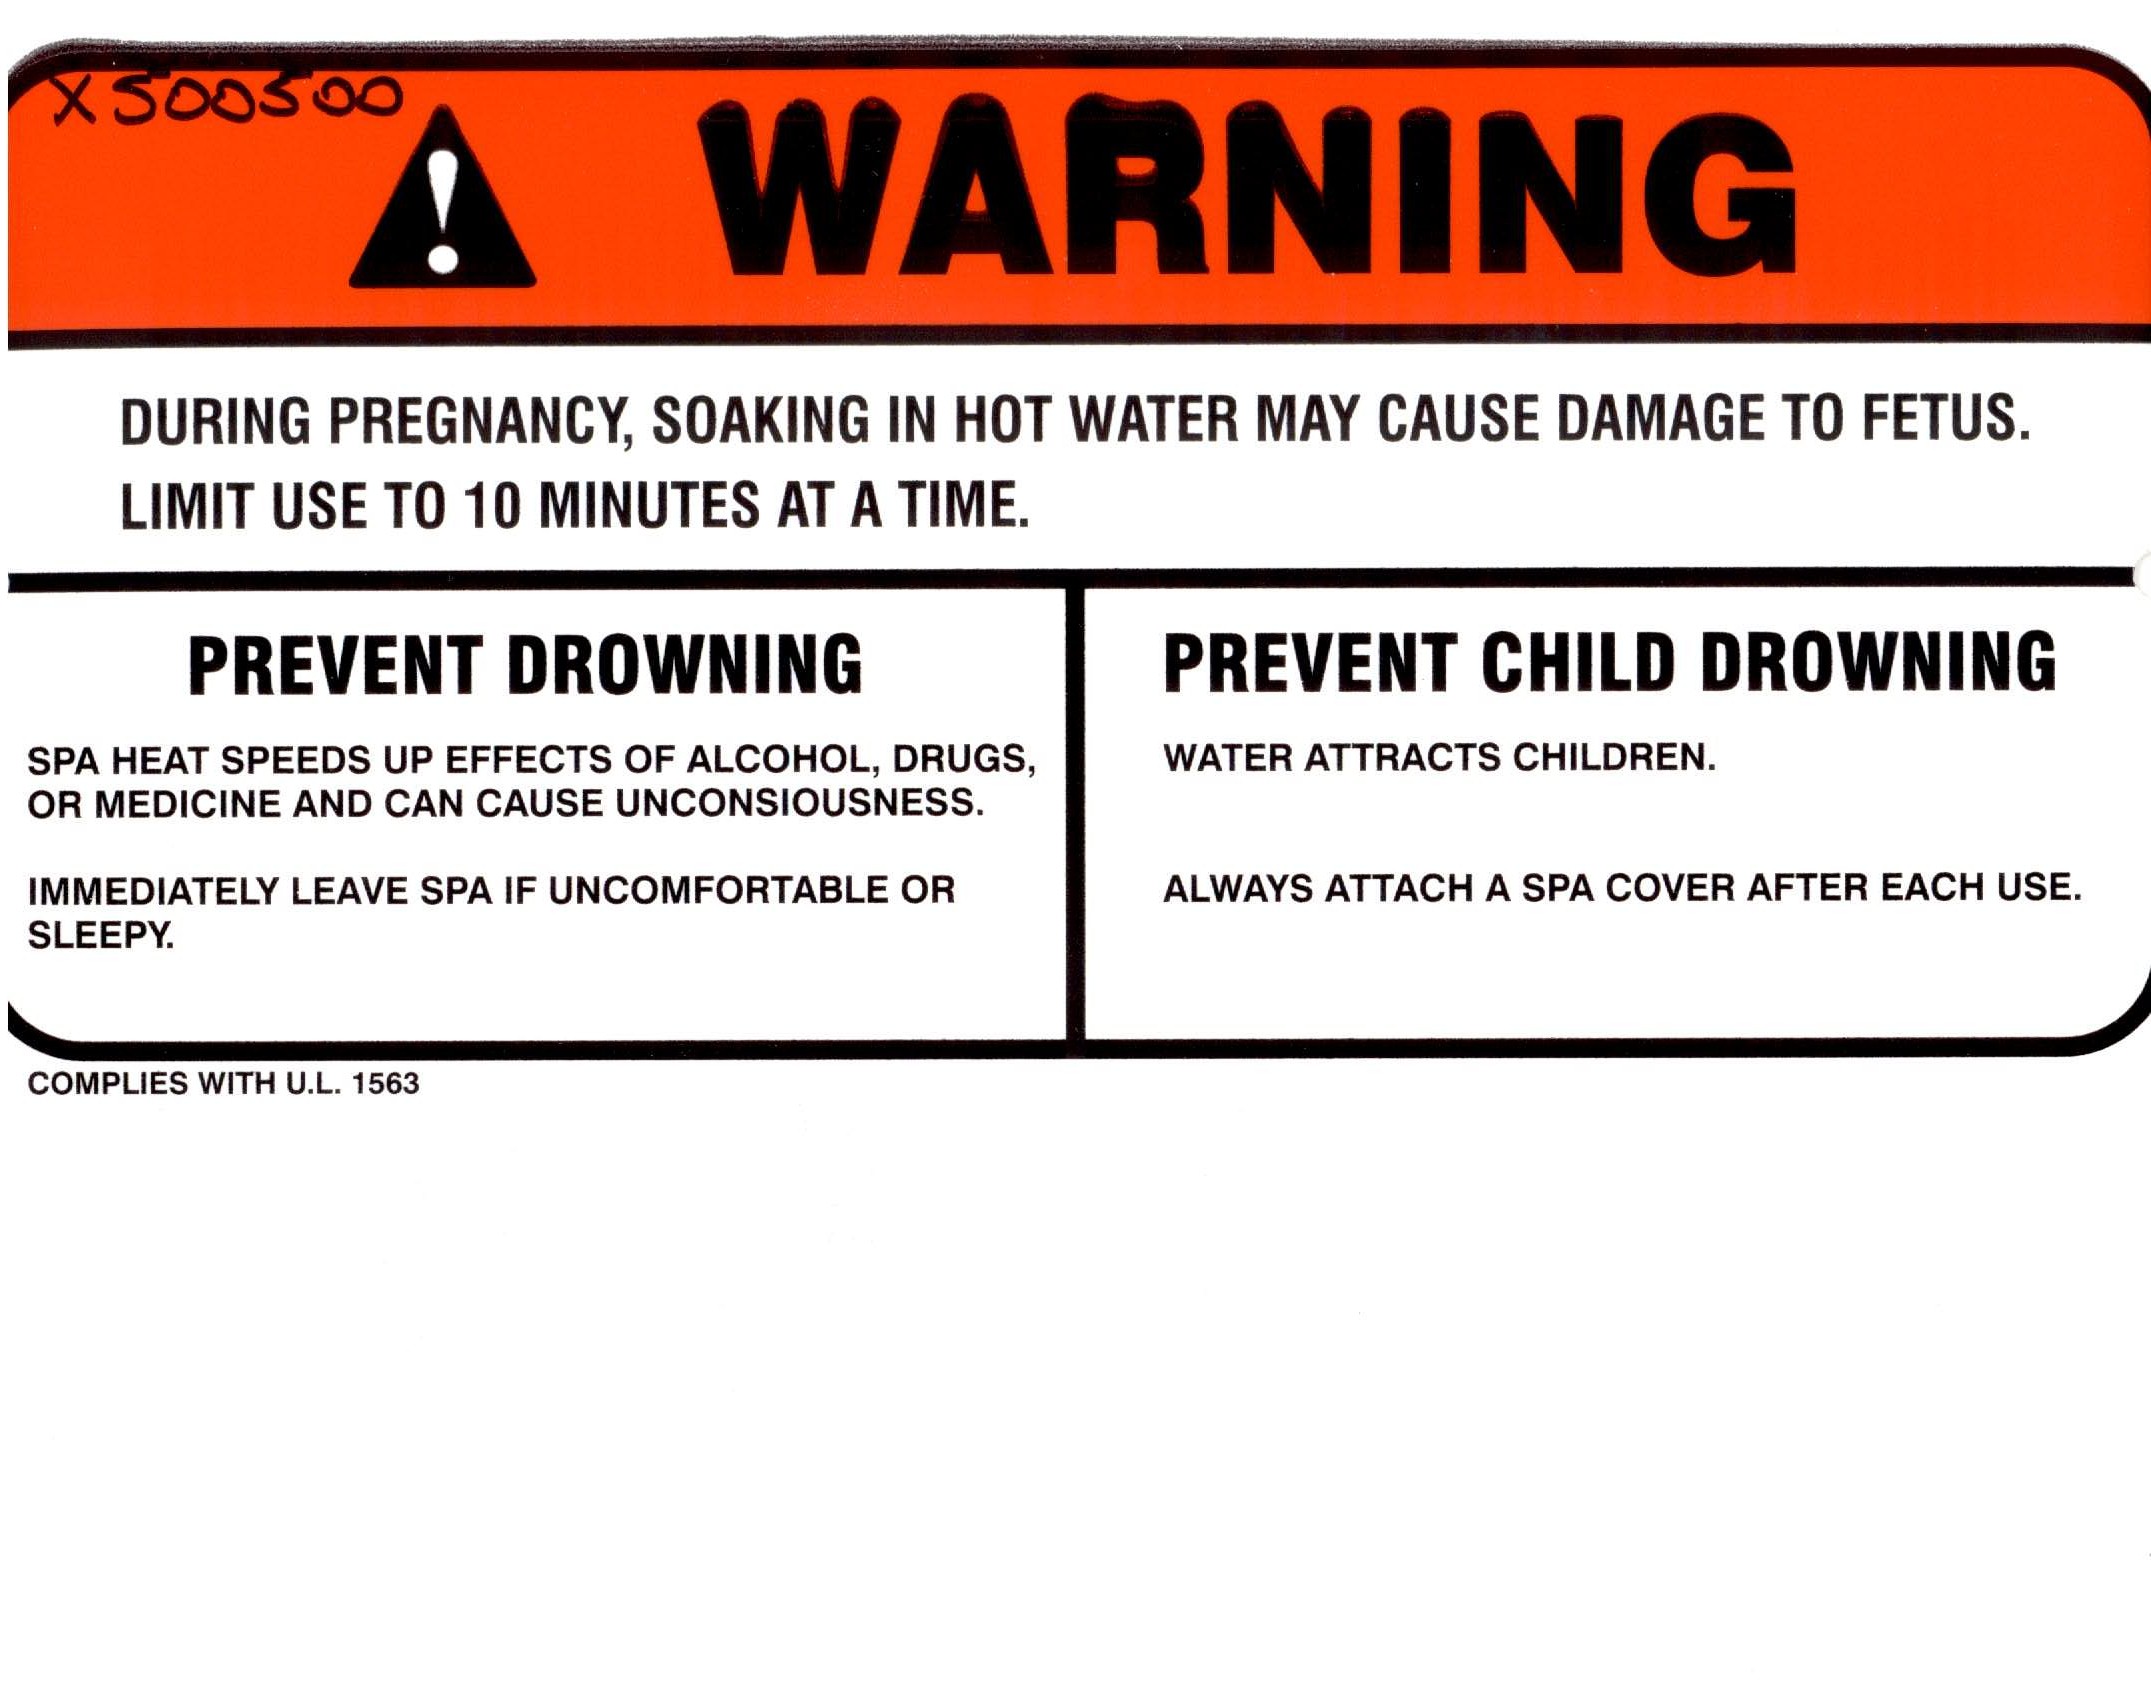 X500500
! WARNING
DURING PREGNANCY, SOAKING IN HOT WATER MAY CAUSE DAMAGE TO FETUS.
LIMIT USE TO 10 MINUTES AT A TIME.
PREVENT DROWNING
SPA HEAT SPEEDS UP EFFECTS OF ALCOHOL, DRUGS,
OR MEDICINE AND CAN CAUSE UNCONSIOUSNESS.
IMMEDIATELY LEAVE SPA IF UNCOMFORTABLE OR
SLEEPY.
PREVENT CHILD DROWNING
WATER ATTRACTS CHILDREN.
ALWAYS ATTACH A SPA COVER AFTER EACH USE.
COMPLIES WITH U.L. 1563